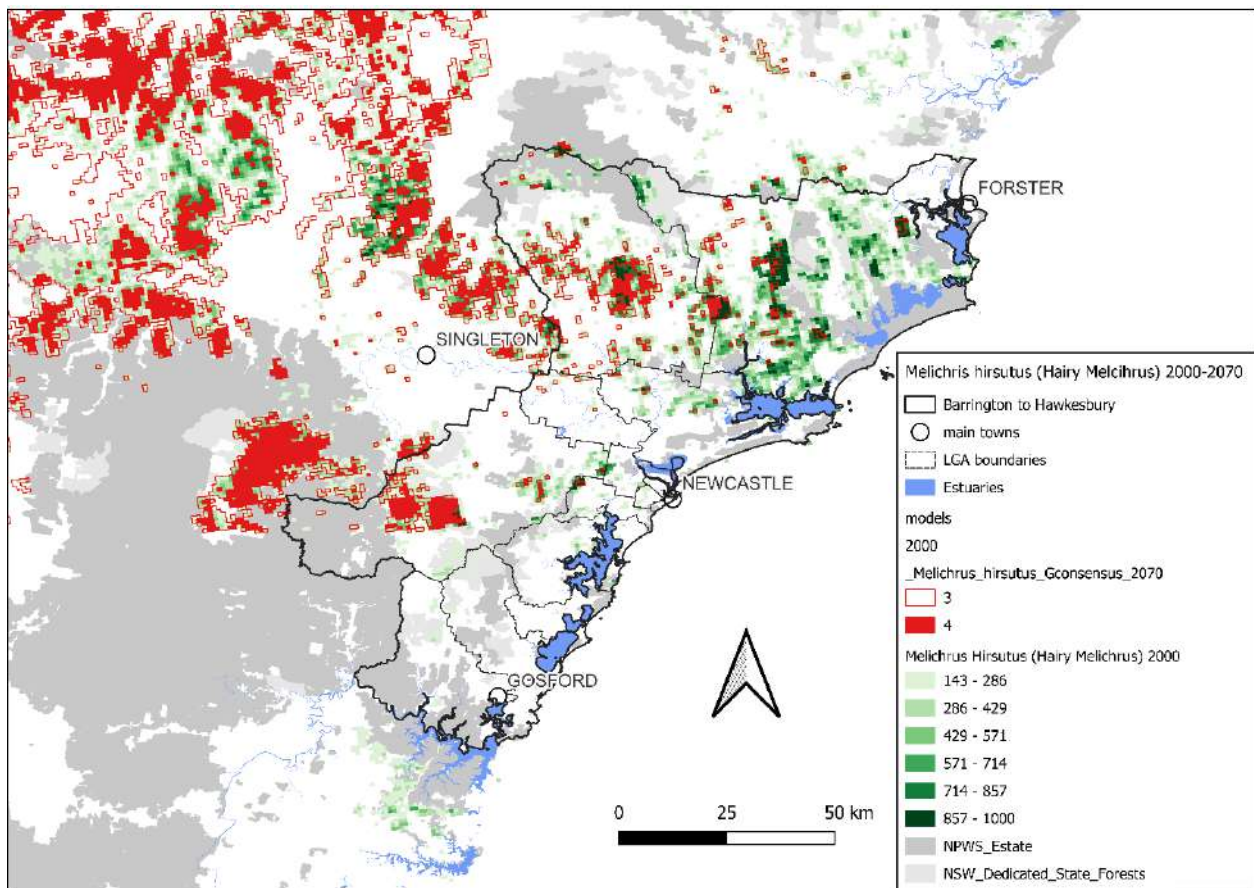 FORSTER
SINGLETON
NEWCASTLE
GOSFORD
0 25 50 km
Melichris hirsutus (Hairy Melcihrus) 2000-2070
Barrington to Hawkesbury
main towns
LGA boundaries
Estuaries
models
2000
_Melichrus_hirsutus_Gconsensus_2070
3
4
Melichrus Hirsutus (Hairy Melichrus) 2000
143 - 286
286 - 429
429 - 571
571 - 714
714 - 857
857 - 1000
NPWS_Estate
NSW_Dedicated_State_Forests